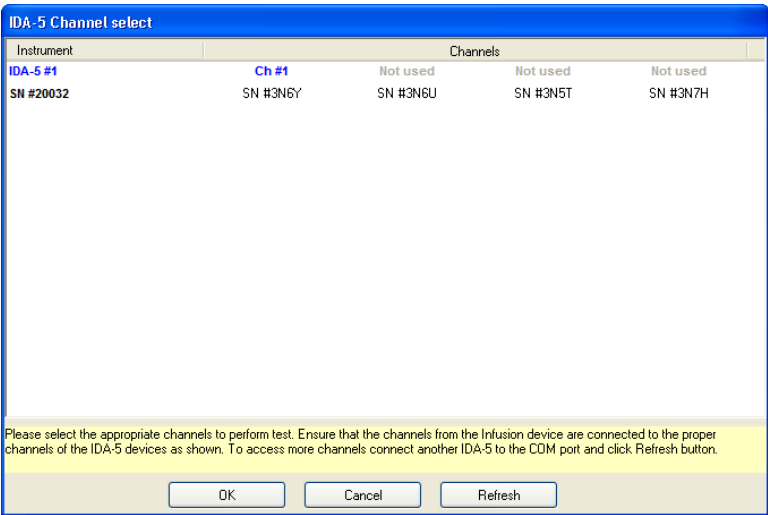 IDA-5 Channel select
Instrument Channels
IDA-5 #1 Ch #1 Not used Not used Not used
SN #20032 SN #3N6Y SN #3N6U SN #3N5T SN #3N7H
Please select the appropriate channels to perform test. Ensure that the channels from the Infusion device are connected to the proper
channels of the IDA-5 devices as shown. To access more channels connect another IDA-5 to the COM port and click Refresh button.
OK Cancel Refresh